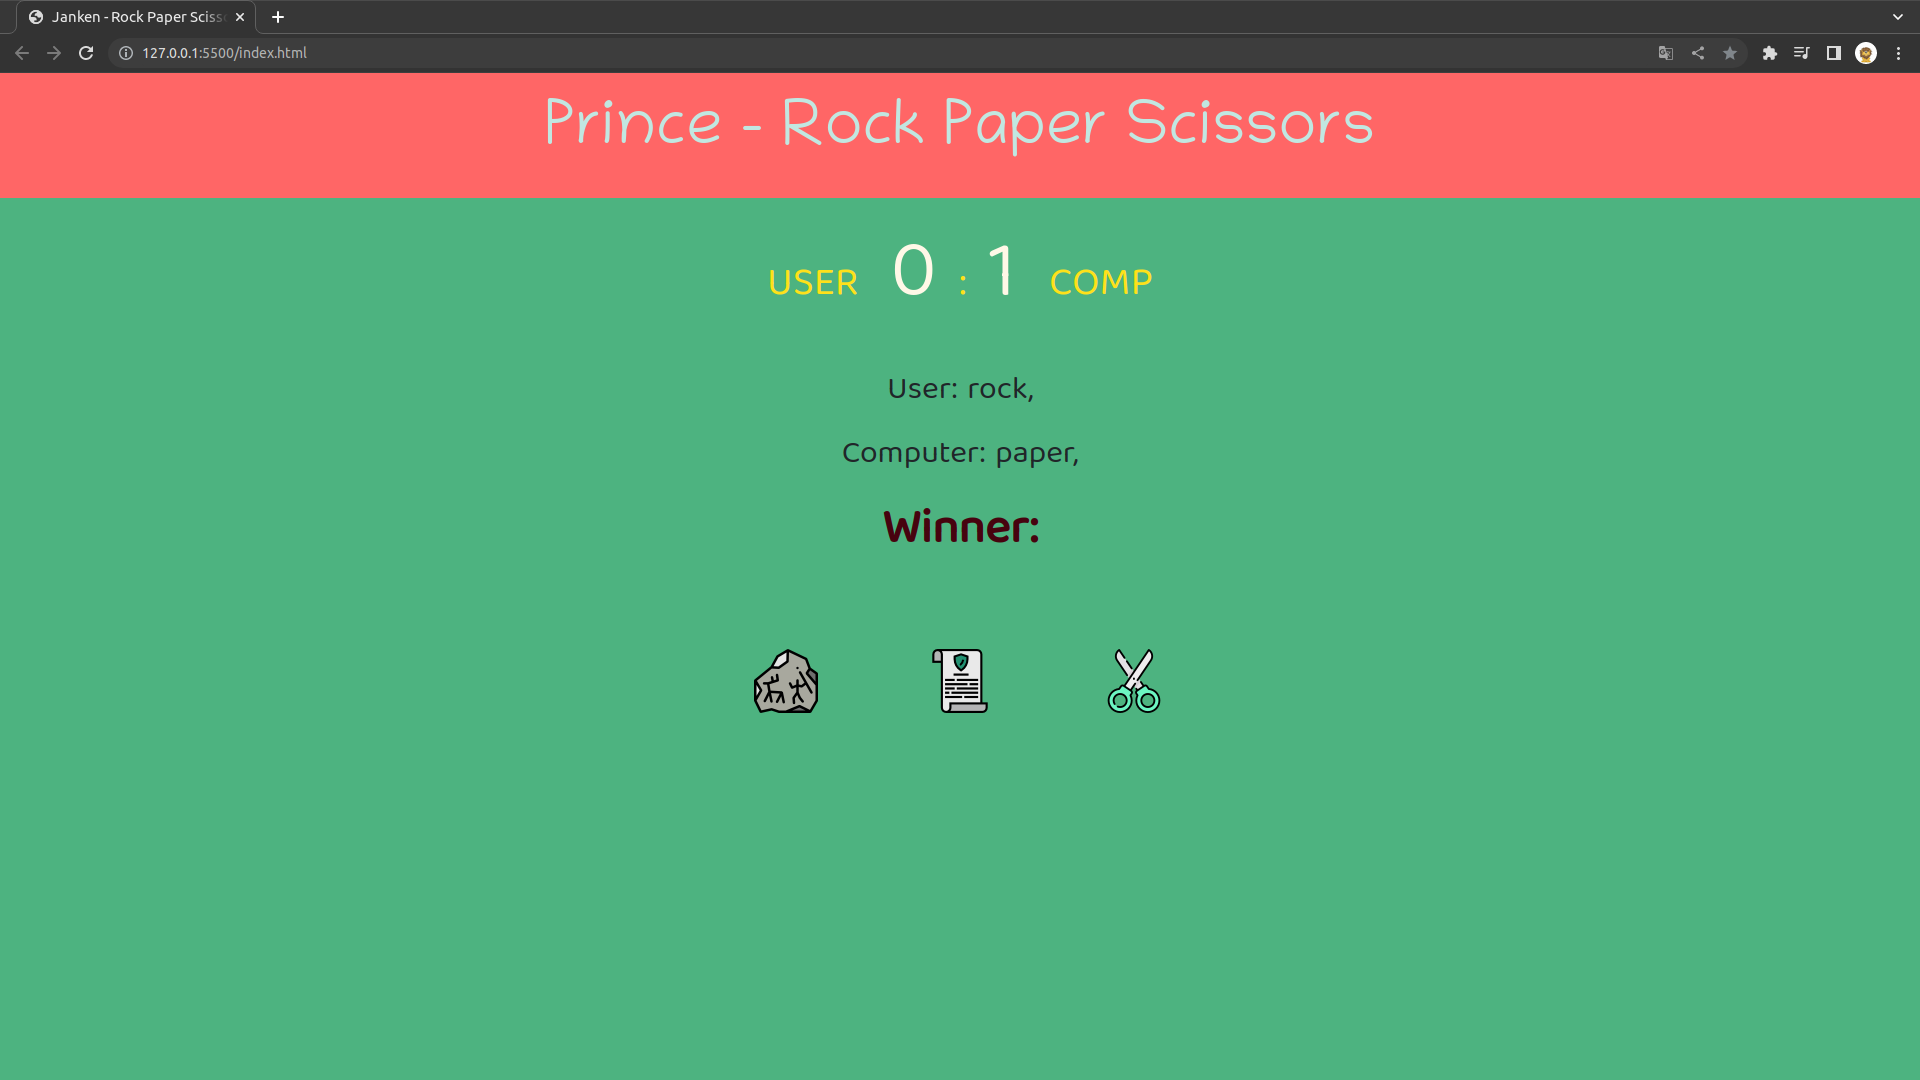 Janken - Rock Paper Sciss
127.0.0.1:5500/index.html
Prince - Rock Paper Scissors
USER 0 : 1 COMP
User: rock,
Computer: paper,
Winner: